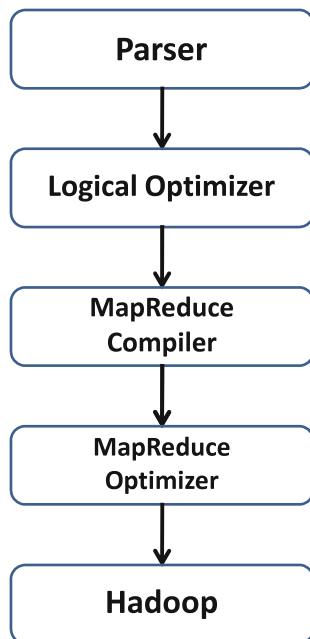 Parser
Logical Optimizer
MapReduce
Compiler
MapReduce
Optimizer
Hadoop